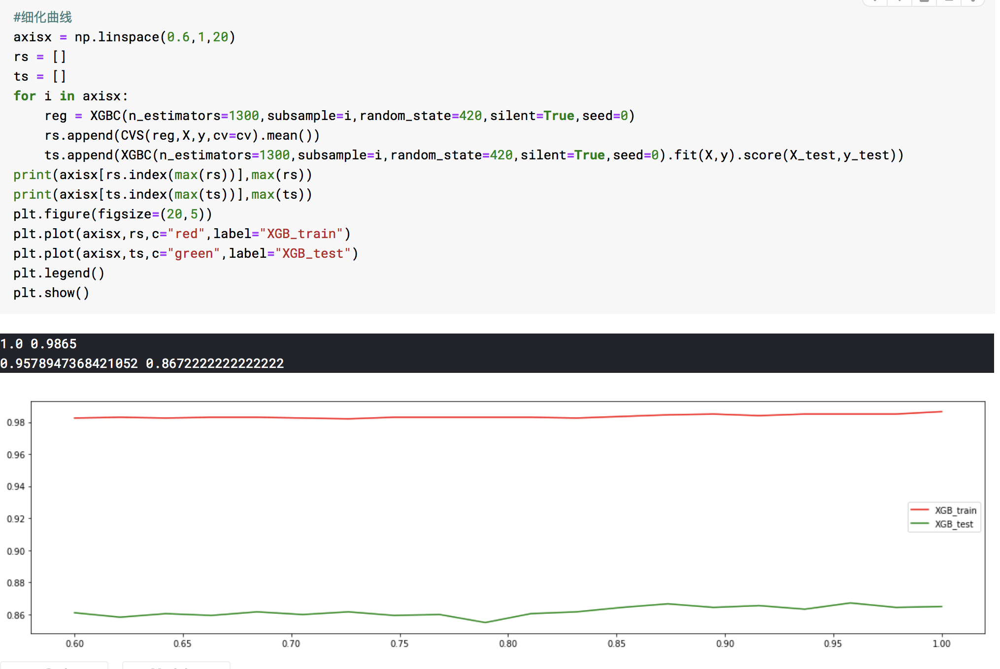 #细化曲线
axisx = np.linspace(0.6,1,20)
rs = []
ts = []
for i in axisx:
    reg = XGBC(n_estimators=1300,subsample=i,random_state=420,silent=True,seed=0)
    rs.append(CVS(reg,X,y,cv=cv).mean())
    ts.append(XGBC(n_estimators=1300,subsample=i,random_state=420,silent=True,seed=0).fit(X,y).score(X_test,y_test))
print(axisx[rs.index(max(rs))],max(rs))
print(axisx[ts.index(max(ts))],max(ts))
plt.figure(figsize=(20,5))
plt.plot(axisx,rs,c="red",label="XGB_train")
plt.plot(axisx,ts,c="green",label="XGB_test")
plt.legend()
plt.show()
1.0 0.9865
0.9578947368421052 0.8672222222222222
0.98
0.96
0.94
0.92
0.90
0.88
0.86
XGB_train
XGB_test
0.60 0.65 0.70 0.75 0.80 0.85 0.90 0.95 1.00